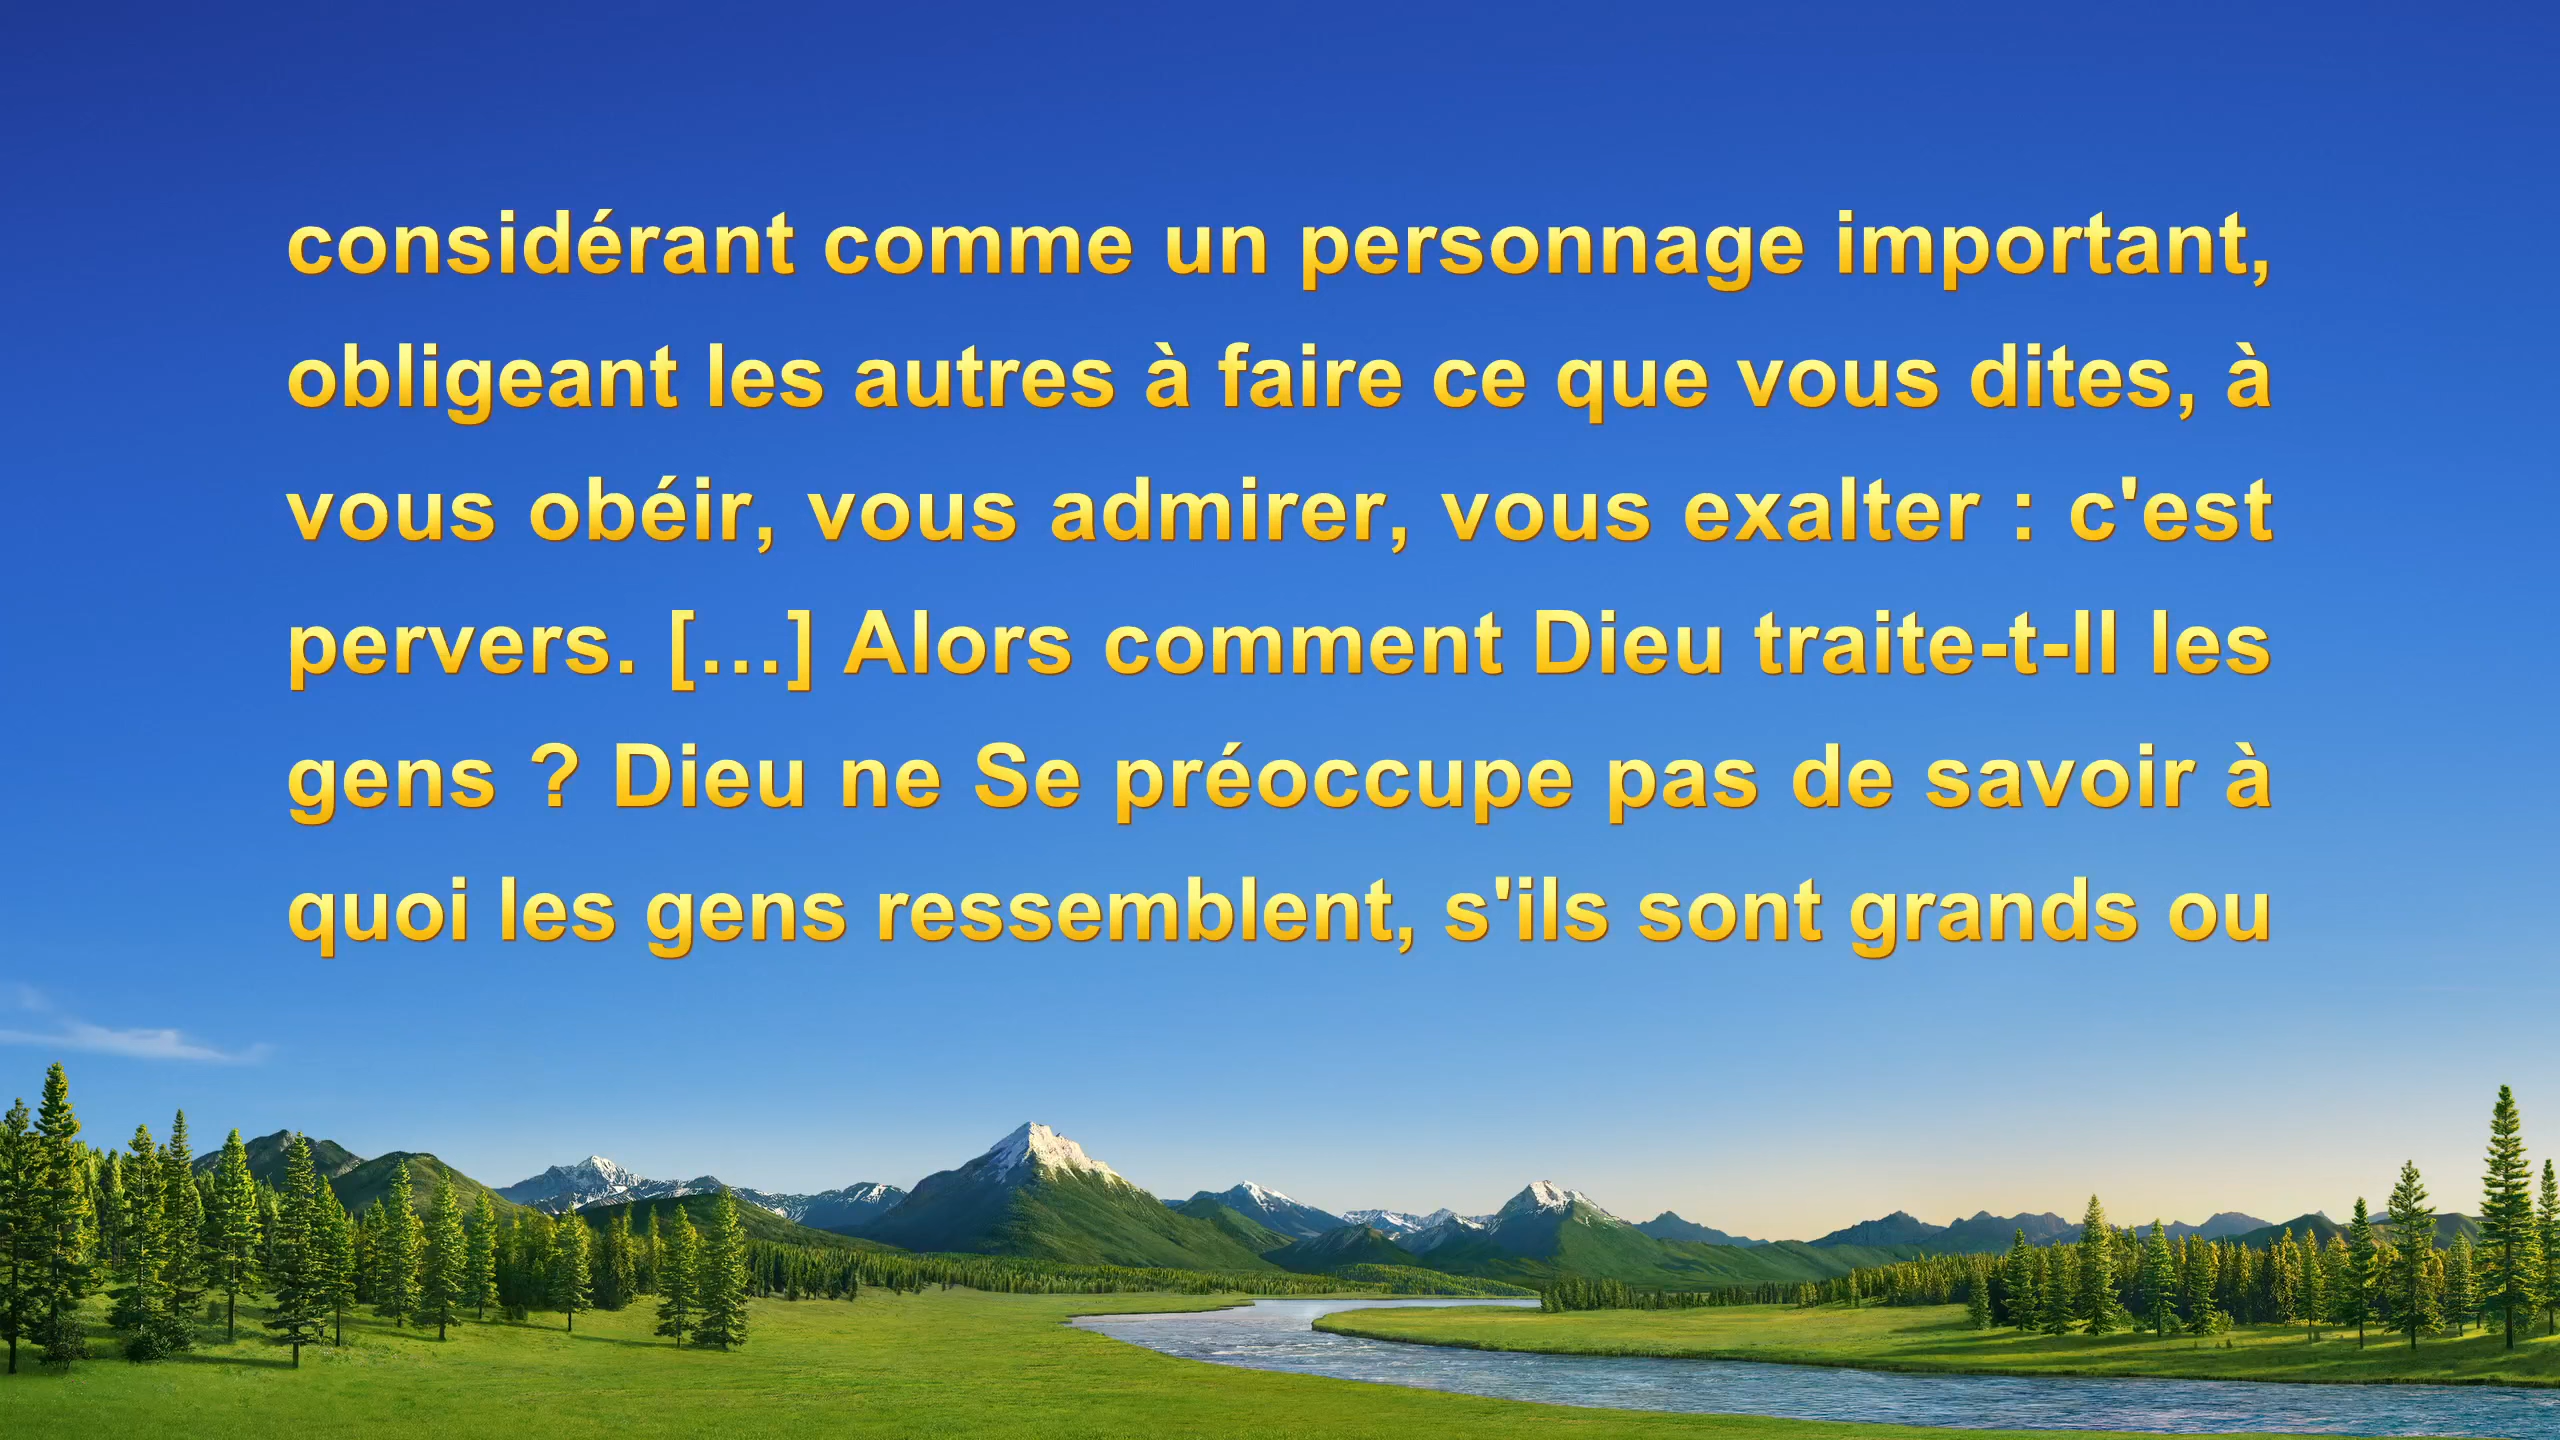 considérant comme un personnage important,
obligeant les autres à faire ce que vous dites, à
vous obéir, vous admirer, vous exalter : c'est
pervers. […] Alors comment Dieu traite-t-Il les
gens ? Dieu ne Se préoccupe pas de savoir à
quoi les gens ressemblent, s'ils sont grands ou